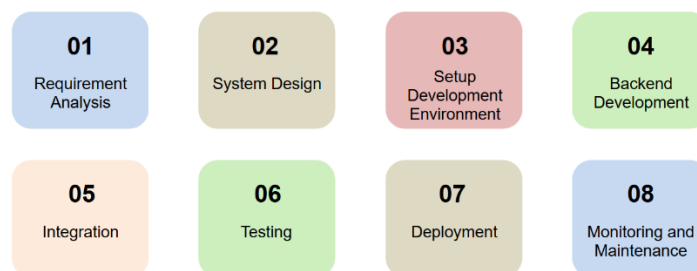 01
Requirement
Analysis
02
System Design
03
Setup
Development
Environment
04
Backend
Development
05
Integration
06
Testing
07
Deployment
08
Monitoring and
Maintenance